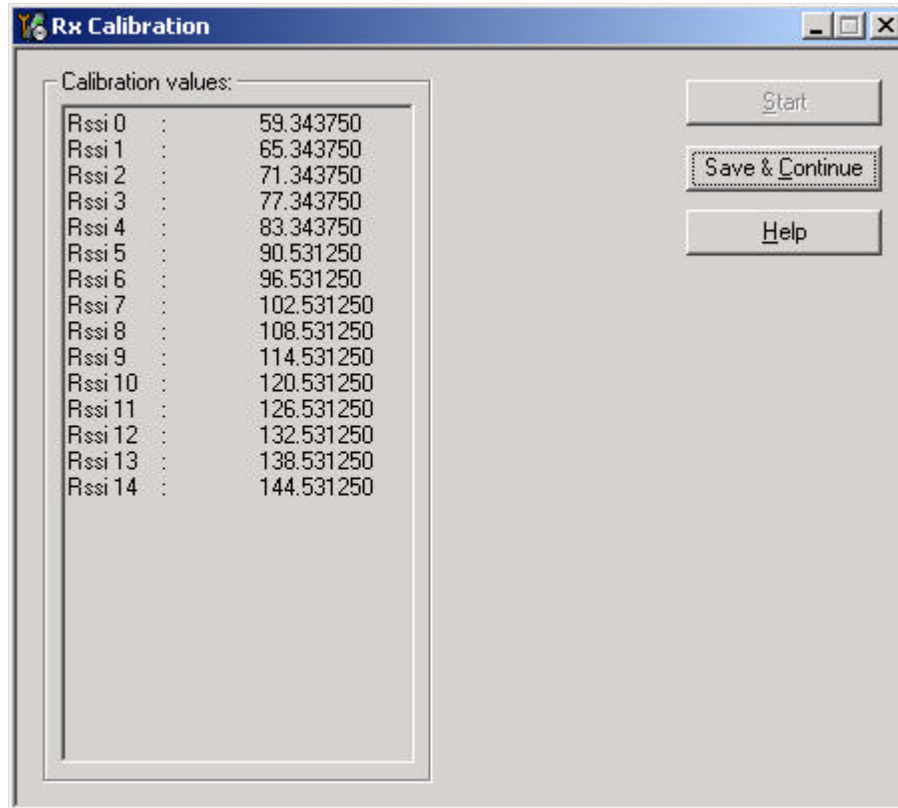 Rx Calibration
Calibration values:
Rssi 0 : 59.343750
Rssi 1 : 65.343750
Rssi 2 : 71.343750
Rssi 3 : 77.343750
Rssi 4 : 83.343750
Rssi 5 : 90.531250
Rssi 6 : 96.531250
Rssi 7 : 102.531250
Rssi 8 : 108.531250
Rssi 9 : 114.531250
Rssi 10 : 120.531250
Rssi 11 : 126.531250
Rssi 12 : 132.531250
Rssi 13 : 138.531250
Rssi 14 : 144.531250
Start
Save & Continue
Help